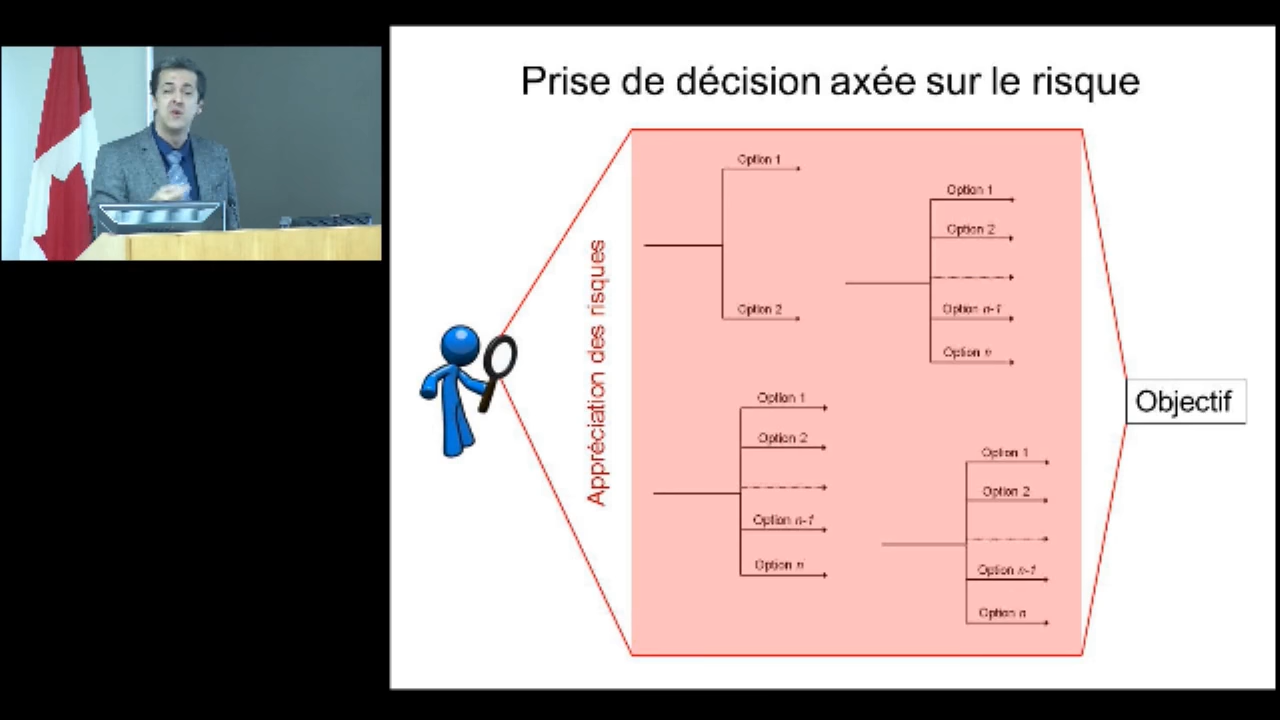 Prise de décision axée sur le risque
Appréciation des risques
Option 1
Option 2
Option 1
Option 2
Option n-1
Option n
Option 1
Option 2
Option n-1
Option n
Option 1
Option 2
Option n-1
Option n
Objectif